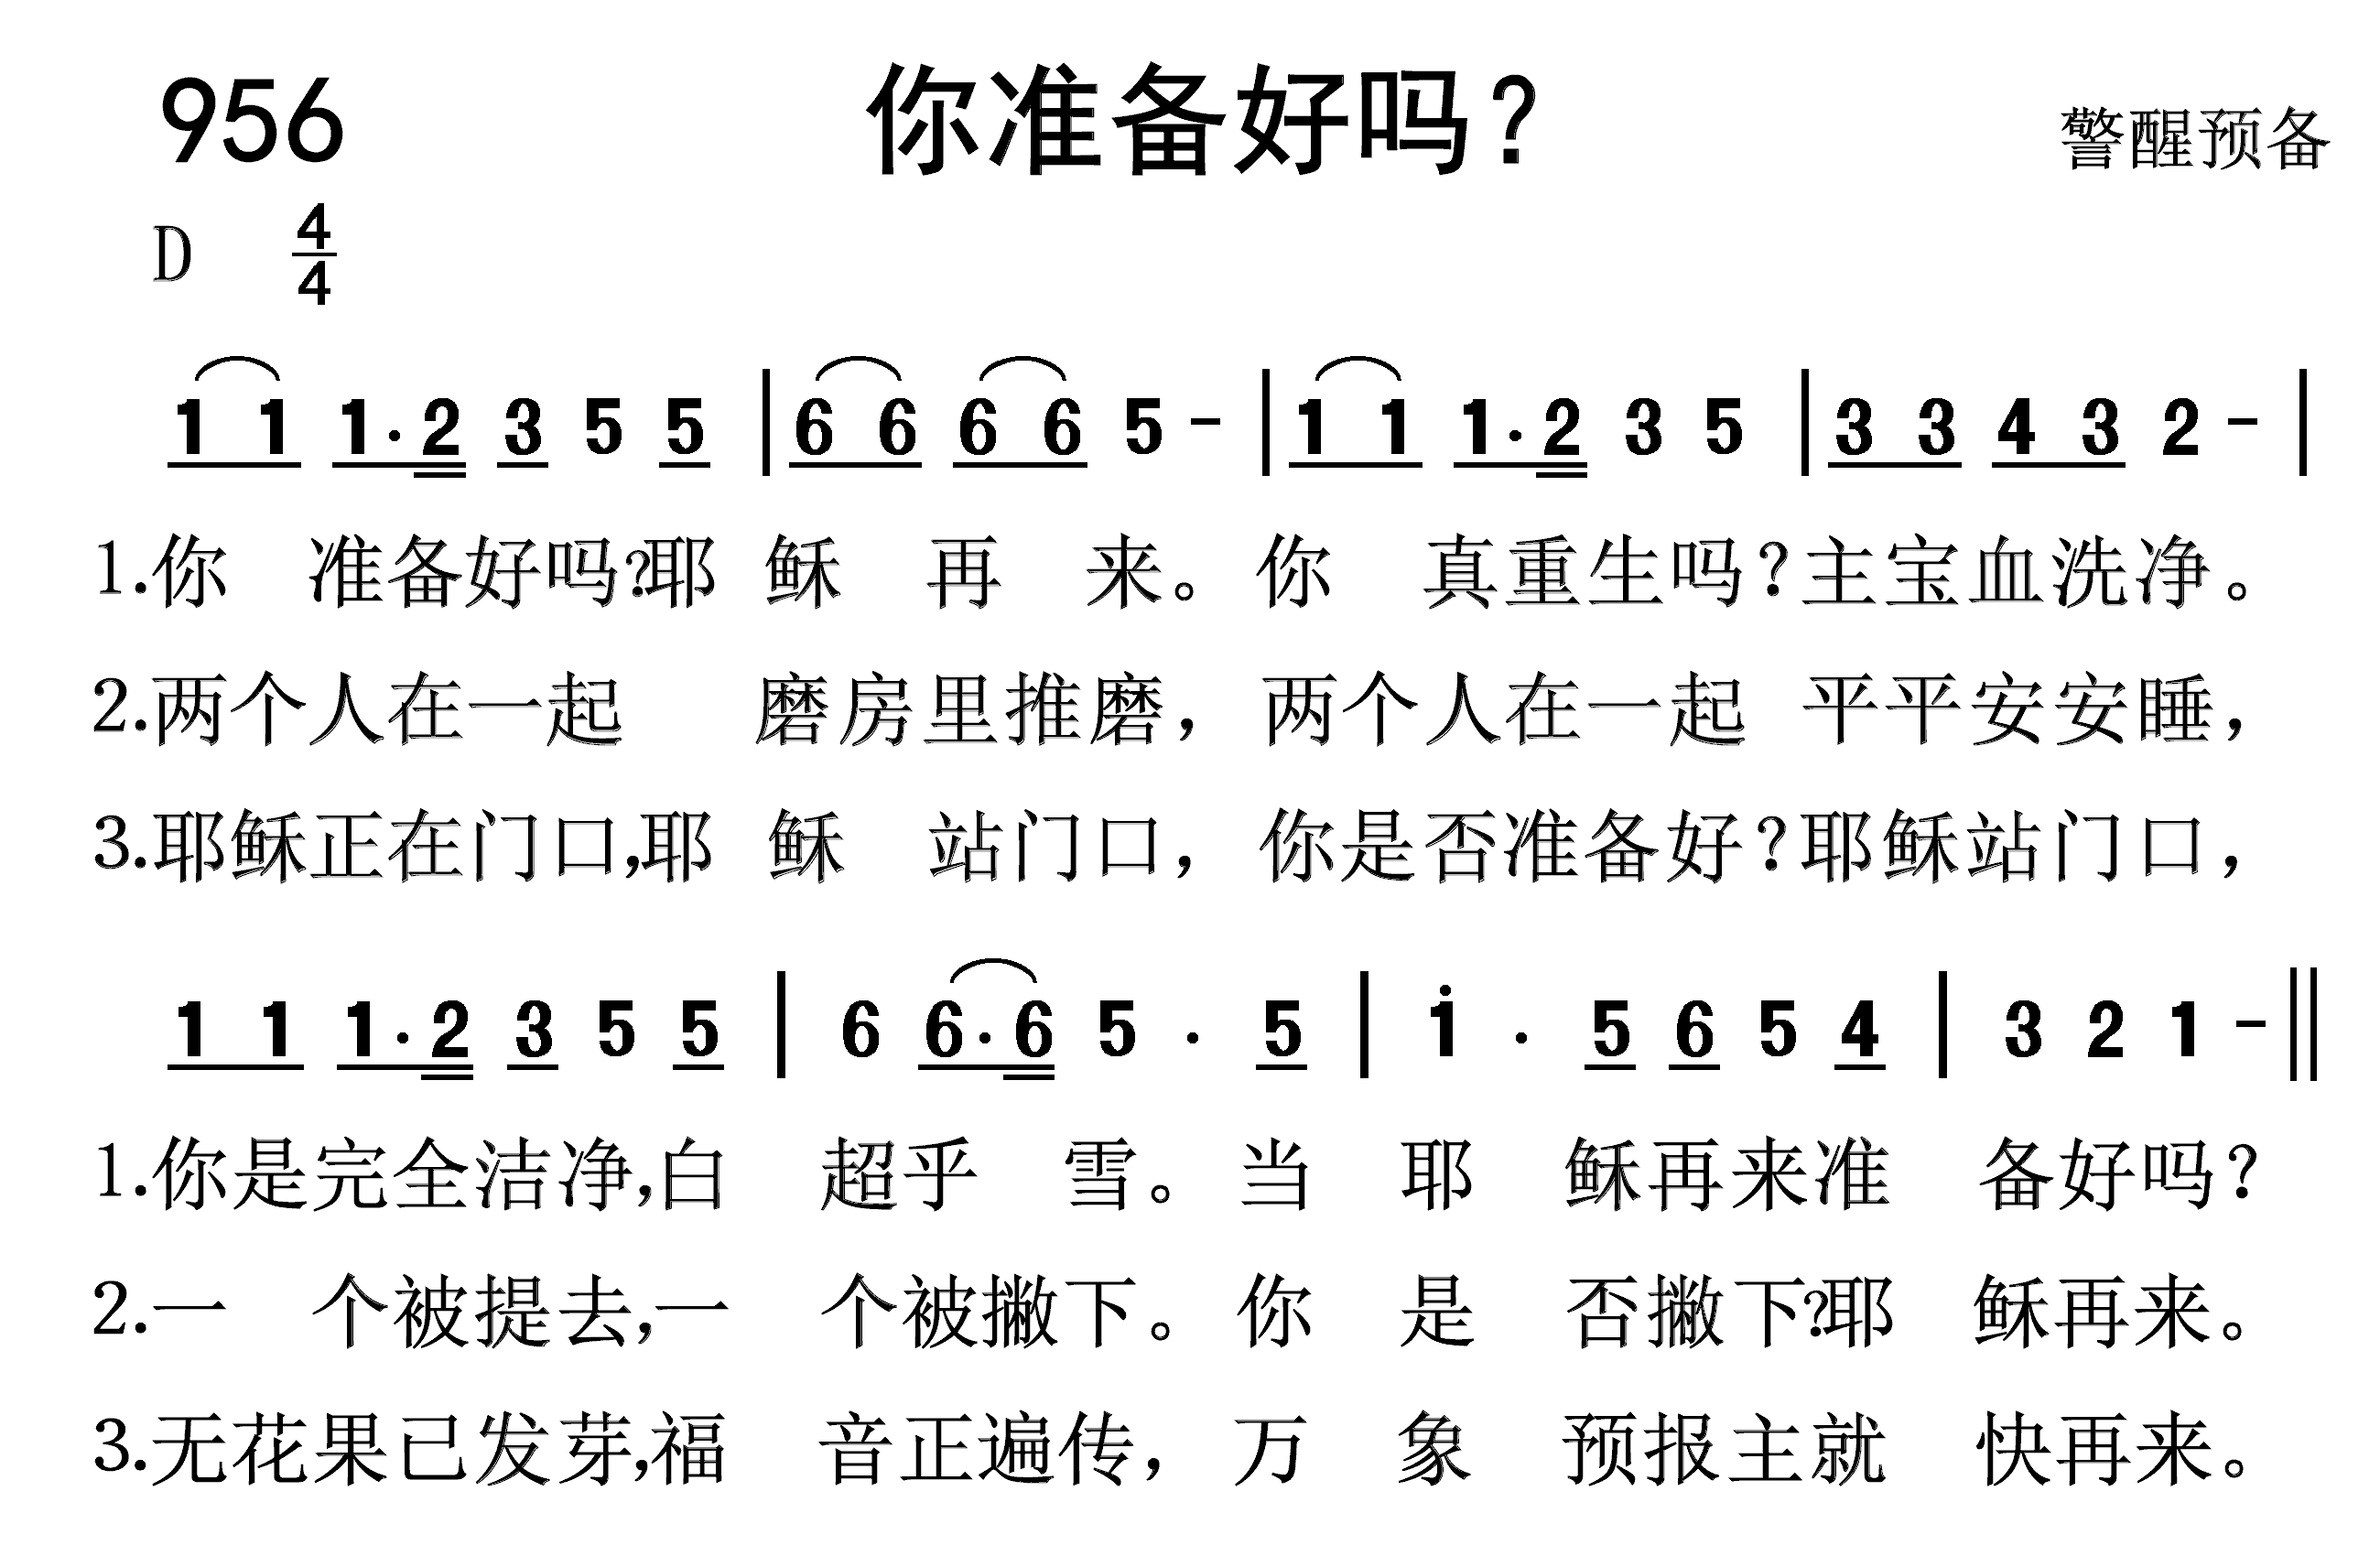 956 你准备好吗？ 警醒预备
D 4/4
1 1 1·2 3 5 5 | 6 6 6 6 5 - | 1 1 1·2 3 5 | 3 3 4 3 2 - |
1.你 准备好吗?耶 稣 再 来。你 真重生吗？主宝血洗净。
2.两个人在一起 磨房里推磨，两个人在一起 平平安安睡，
3.耶稣正在门口,耶 稣 站门口，你是否准备好？耶稣站门口，
1 1 1·2 3 5 5 | 6 6·6 5 · 5 | i · 5 6 5 4 | 3 2 1 - ||
1.你是完全洁净,白 超乎 雪。当 耶 稣再来准 备好吗？
2.一 个被提去,一 个被撇下。你 是 否撇下?耶 稣再来。
3.无花果已发芽,福 音正遍传，万 象 预报主就 快再来。